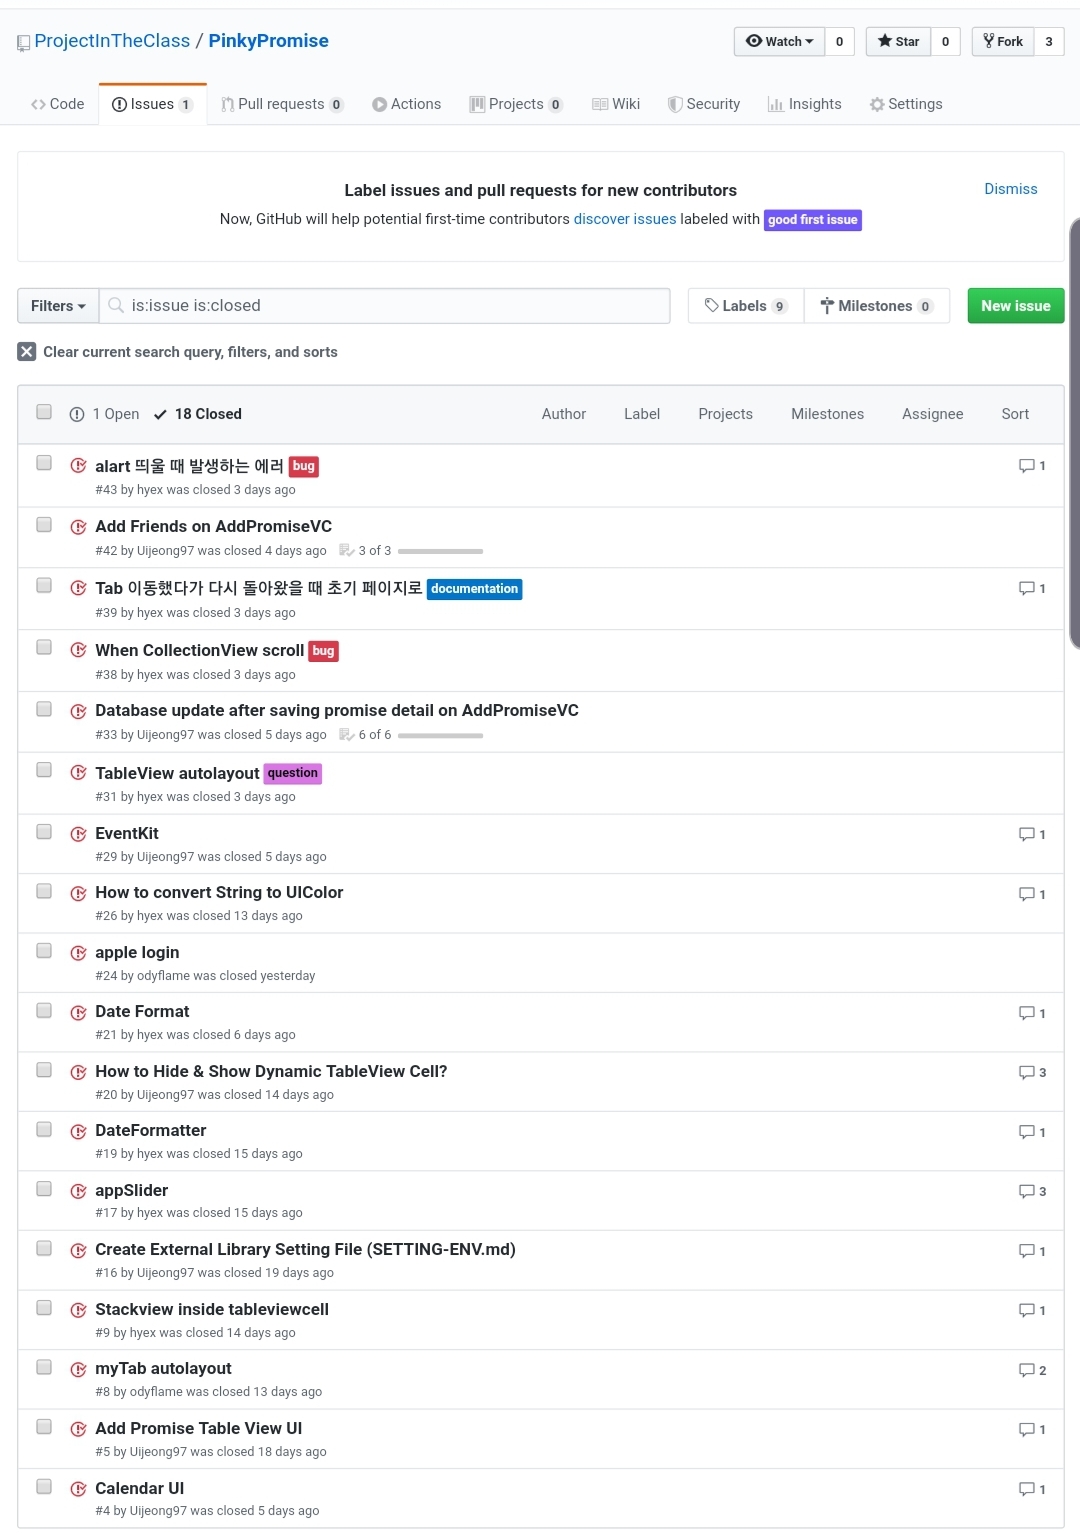 ProjectInTheClass / PinkyPromise
Watch 0 Star 0 Fork 3
Code Issues 1 Pull requests 0 Actions Projects 0 Wiki Security Insights Settings
Label issues and pull requests for new contributors
Dismiss
Now, GitHub will help potential first-time contributors discover issues labeled with good first issue
Filters is:issue is:closed Labels 9 Milestones 0 New issue
Clear current search query, filters, and sorts
1 Open 18 Closed Author Label Projects Milestones Assignee Sort
alart 띄울 때 발생하는 에러 bug 1
#43 by hyex was closed 3 days ago
Add Friends on AddPromiseVC
#42 by Uijeong97 was closed 4 days ago 3 of 3
Tab 이동했다가 다시 돌아왔을 때 초기 페이지로 documentation 1
#39 by hyex was closed 3 days ago
When CollectionView scroll bug
#38 by hyex was closed 3 days ago
Database update after saving promise detail on AddPromiseVC
#33 by Uijeong97 was closed 5 days ago 6 of 6
TableView autolayout question
#31 by hyex was closed 3 days ago
EventKit 1
#29 by Uijeong97 was closed 5 days ago
How to convert String to UIColor 1
#26 by hyex was closed 13 days ago
apple login
#24 by odyflame was closed yesterday
Date Format 1
#21 by hyex was closed 6 days ago
How to Hide & Show Dynamic TableView Cell? 3
#20 by Uijeong97 was closed 14 days ago
DateFormatter 1
#19 by hyex was closed 15 days ago
appSlider 3
#17 by hyex was closed 15 days ago
Create External Library Setting File (SETTING-ENV.md) 1
#16 by Uijeong97 was closed 19 days ago
Stackview inside tableviewcell 1
#9 by hyex was closed 14 days ago
myTab autolayout 2
#8 by odyflame was closed 13 days ago
Add Promise Table View UI 1
#5 by Uijeong97 was closed 18 days ago
Calendar UI 1
#4 by Uijeong97 was closed 5 days ago